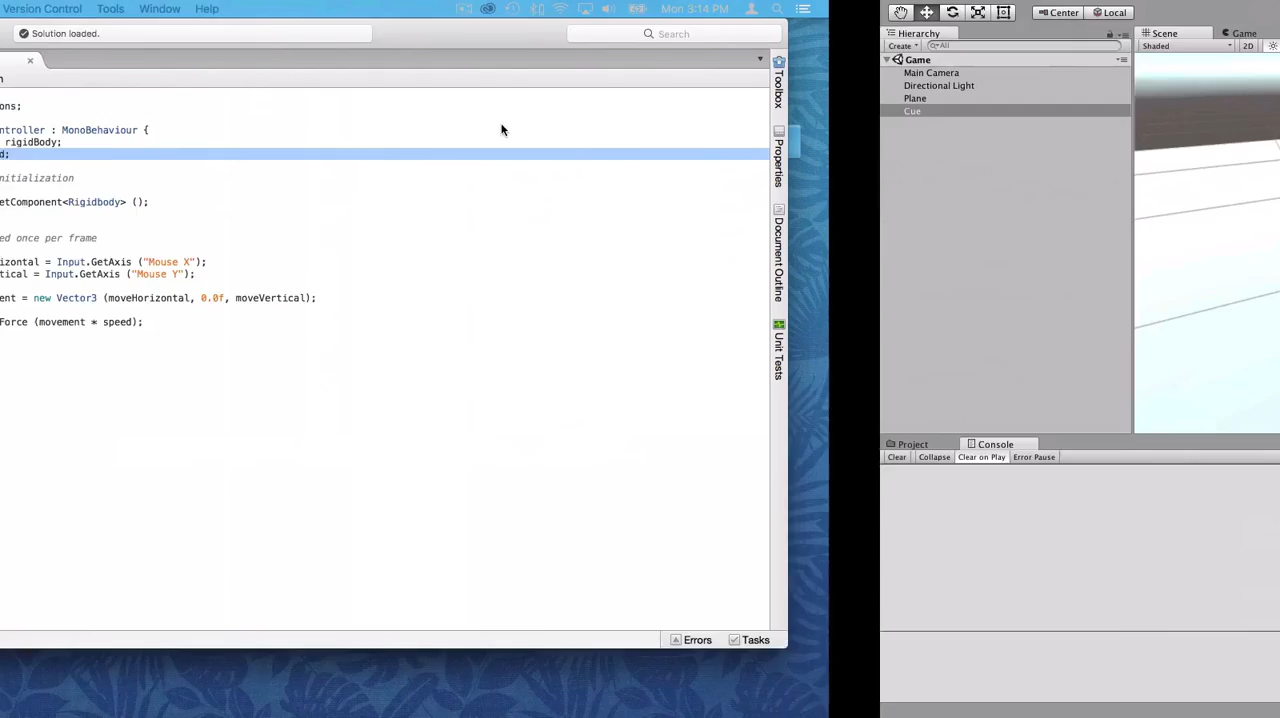 Version Control Tools Window Help Mon 3:14 PM
Solution loaded.
Search
ons;
ntroller : MonoBehaviour {
rigidBody;
d;
nitialization
etComponent<Rigidbody> ();
ed once per frame
izontal = Input.GetAxis ("Mouse X");
tical = Input.GetAxis ("Mouse Y");
ent = new Vector3 (moveHorizontal, 0.0f, moveVertical);
Force (movement * speed);
Toolbox
Properties
Document Outline
Unit Tests
Errors Tasks
Center Local
Hierarchy
Create All
Game
Main Camera
Directional Light
Plane
Cue
Scene Game
Shaded 2D
Project Console
Clear Collapse Clear on Play Error Pause